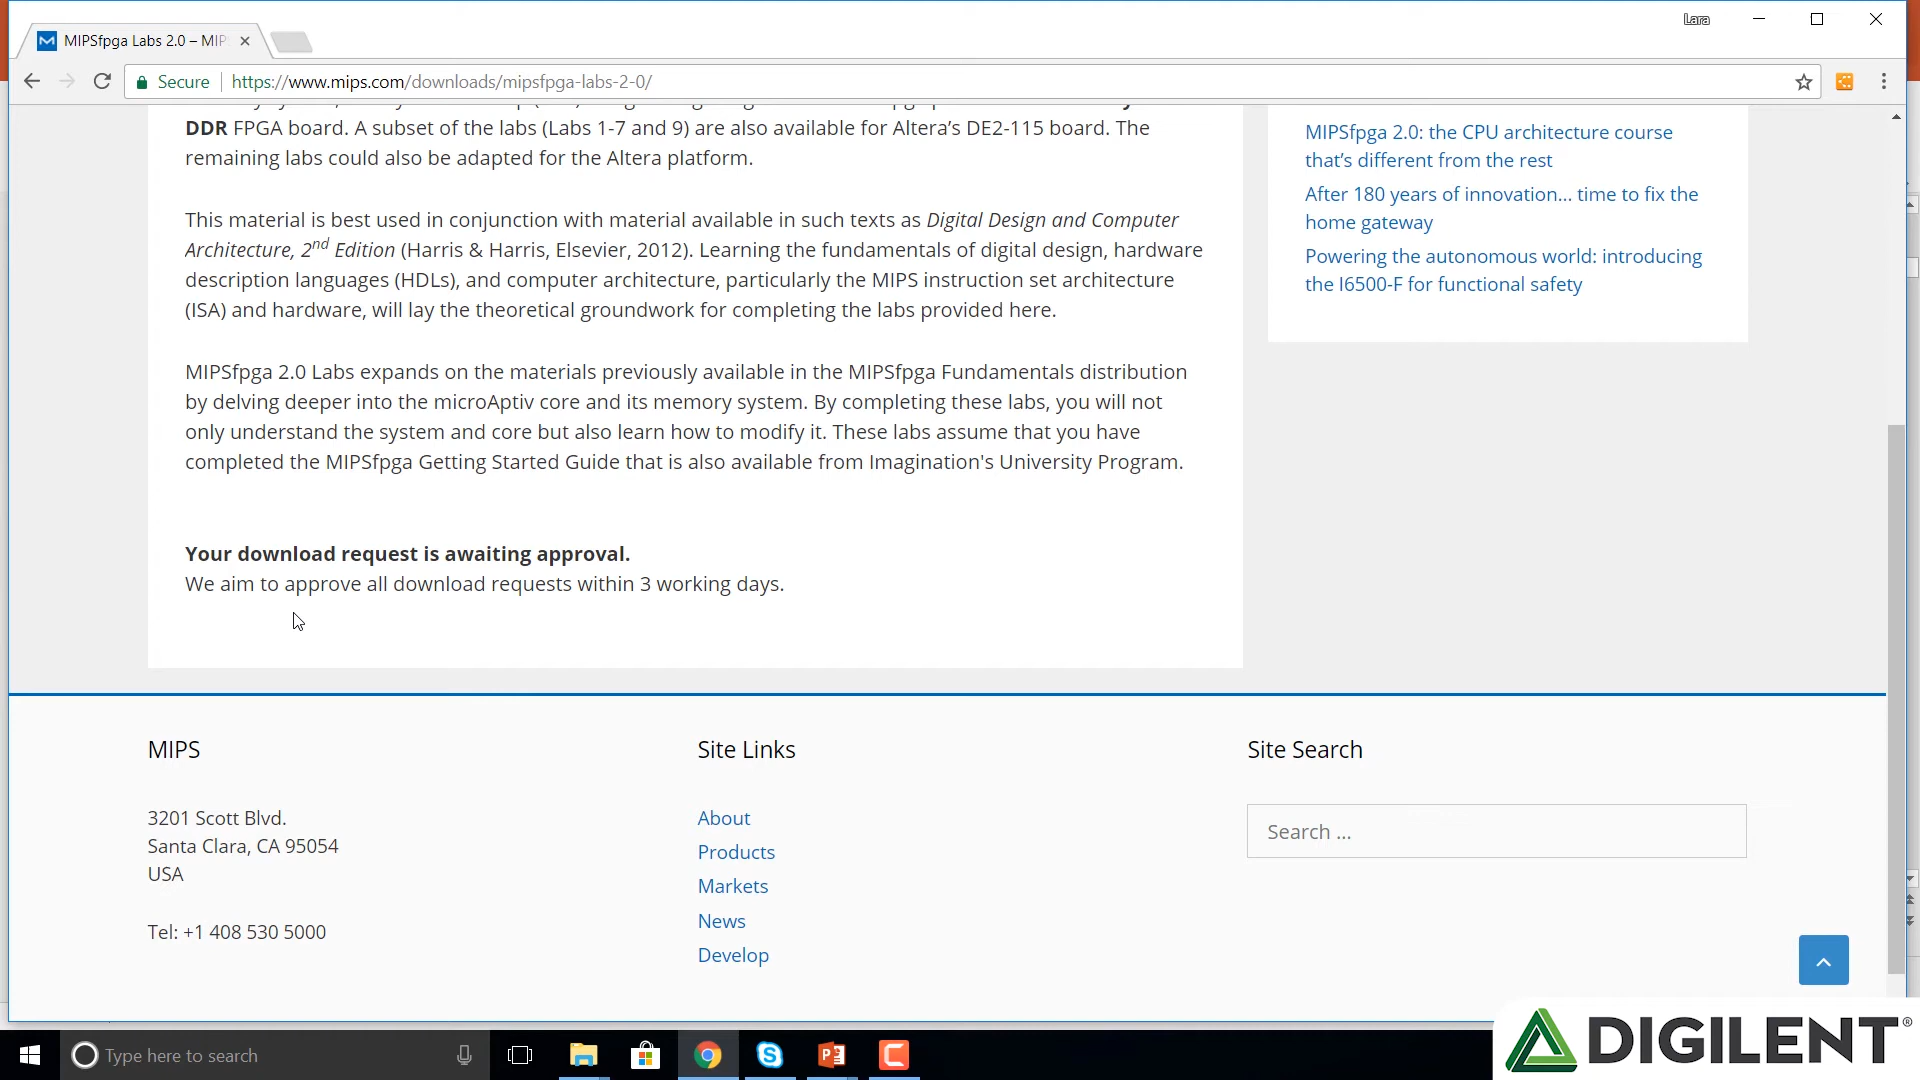 Lara
MIPSfpga Labs 2.0 – MIP
Secure
https://www.mips.com/downloads/mipsfpga-labs-2-0/
DDR FPGA board. A subset of the labs (Labs 1-7 and 9) are also available for Altera’s DE2-115 board. The
remaining labs could also be adapted for the Altera platform.
This material is best used in conjunction with material available in such texts as Digital Design and Computer
Architecture, 2nd Edition (Harris & Harris, Elsevier, 2012). Learning the fundamentals of digital design, hardware
description languages (HDLs), and computer architecture, particularly the MIPS instruction set architecture
(ISA) and hardware, will lay the theoretical groundwork for completing the labs provided here.
MIPSfpga 2.0 Labs expands on the materials previously available in the MIPSfpga Fundamentals distribution
by delving deeper into the microAptiv core and its memory system. By completing these labs, you will not
only understand the system and core but also learn how to modify it. These labs assume that you have
completed the MIPSfpga Getting Started Guide that is also available from Imagination's University Program.
Your download request is awaiting approval.
We aim to approve all download requests within 3 working days.
MIPSfpga 2.0: the CPU architecture course
that’s different from the rest
After 180 years of innovation... time to fix the
home gateway
Powering the autonomous world: introducing
the I6500-F for functional safety
MIPS
3201 Scott Blvd.
Santa Clara, CA 95054
USA
Tel: +1 408 530 5000
Site Links
About
Products
Markets
News
Develop
Site Search
Search ...
Type here to search
DIGILENT®